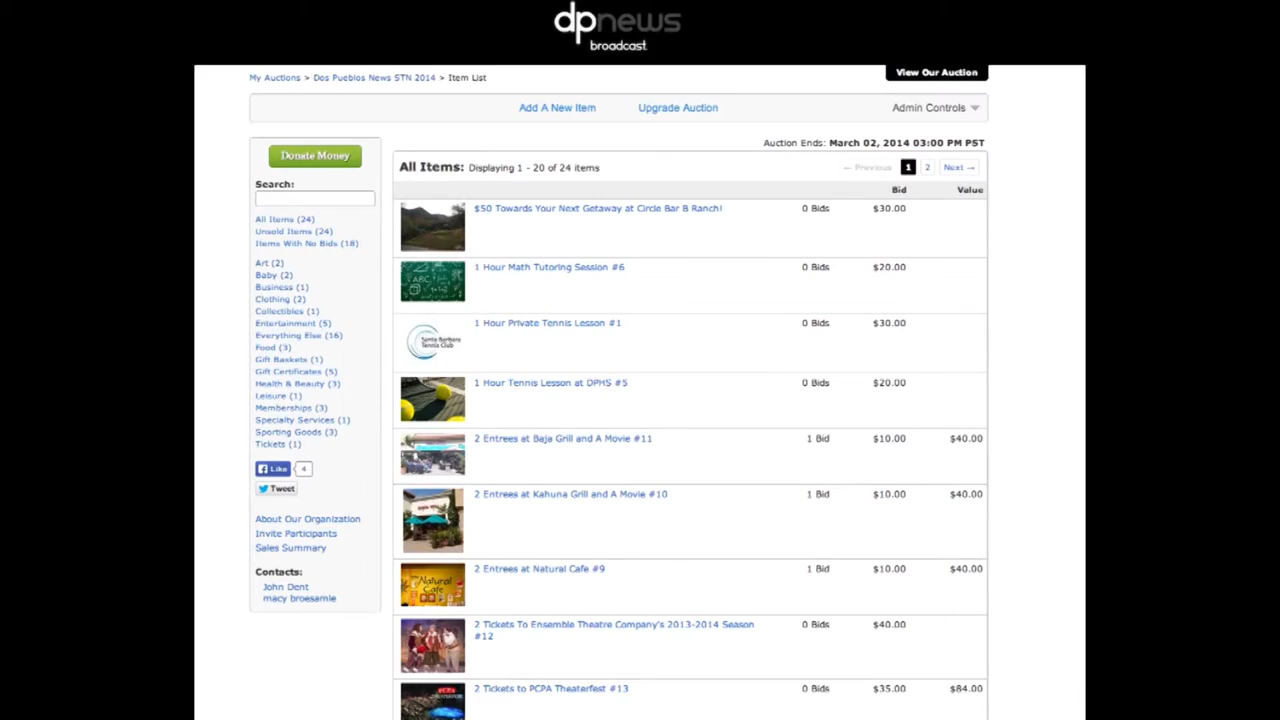 dpnews
broadcast
My Auctions > Dos Pueblos News STN 2014 > Item List
View Our Auction
Add A New Item
Upgrade Auction
Admin Controls
Donate Money
Search:
All Items (24)
Unsold Items (24)
Items With No Bids (18)
Art (2)
Baby (2)
Business (1)
Clothing (2)
Collectibles (1)
Entertainment (5)
Everything Else (16)
Food (3)
Gift Baskets (1)
Gift Certificates (5)
Health & Beauty (3)
Leisure (1)
Memberships (3)
Specialty Services (1)
Sporting Goods (3)
Tickets (1)
Like 4
Tweet
About Our Organization
Invite Participants
Sales Summary
Contacts:
John Dent
macy broesamle
Auction Ends: March 02, 2014 03:00 PM PST
All Items: Displaying 1 - 20 of 24 items
← Previous 1 2 Next →
Bid Value
$50 Towards Your Next Getaway at Circle Bar B Ranch! 0 Bids $30.00
ABC
1 Hour Math Tutoring Session #6 0 Bids $20.00
Santa Barbara
Tennis Club
1 Hour Private Tennis Lesson #1 0 Bids $30.00
1 Hour Tennis Lesson at DPHS #5 0 Bids $20.00
2 Entrees at Baja Grill and A Movie #11 1 Bid $10.00 $40.00
2 Entrees at Kahuna Grill and A Movie #10 1 Bid $10.00 $40.00
Natural
Cafe
2 Entrees at Natural Cafe #9 1 Bid $10.00 $40.00
2 Tickets To Ensemble Theatre Company's 2013-2014 Season
#12
0 Bids $40.00
PCPA
2 Tickets to PCPA Theaterfest #13 0 Bids $35.00 $84.00